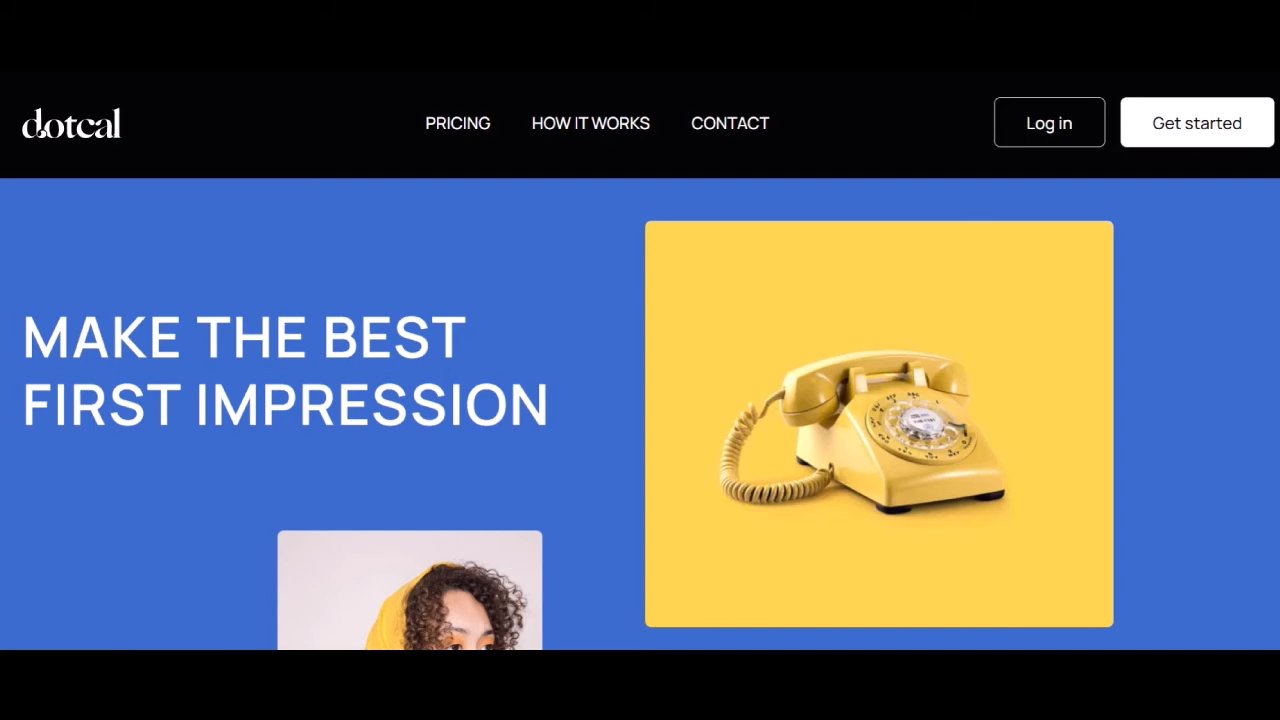 dotcal
PRICING
HOW IT WORKS
CONTACT
Log in
Get started
MAKE THE BEST
FIRST IMPRESSION